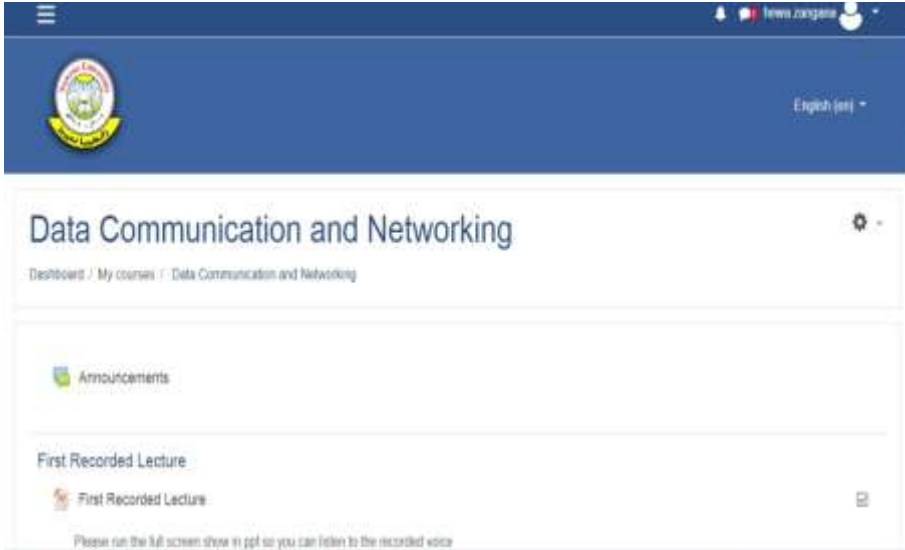 hewa.zangana
English (en)
Data Communication and Networking
Dashboard / My courses / Data Communication and Networking
Announcements
First Recorded Lecture
First Recorded Lecture
Please run the full screen show in ppt so you can listen to the recorded voice